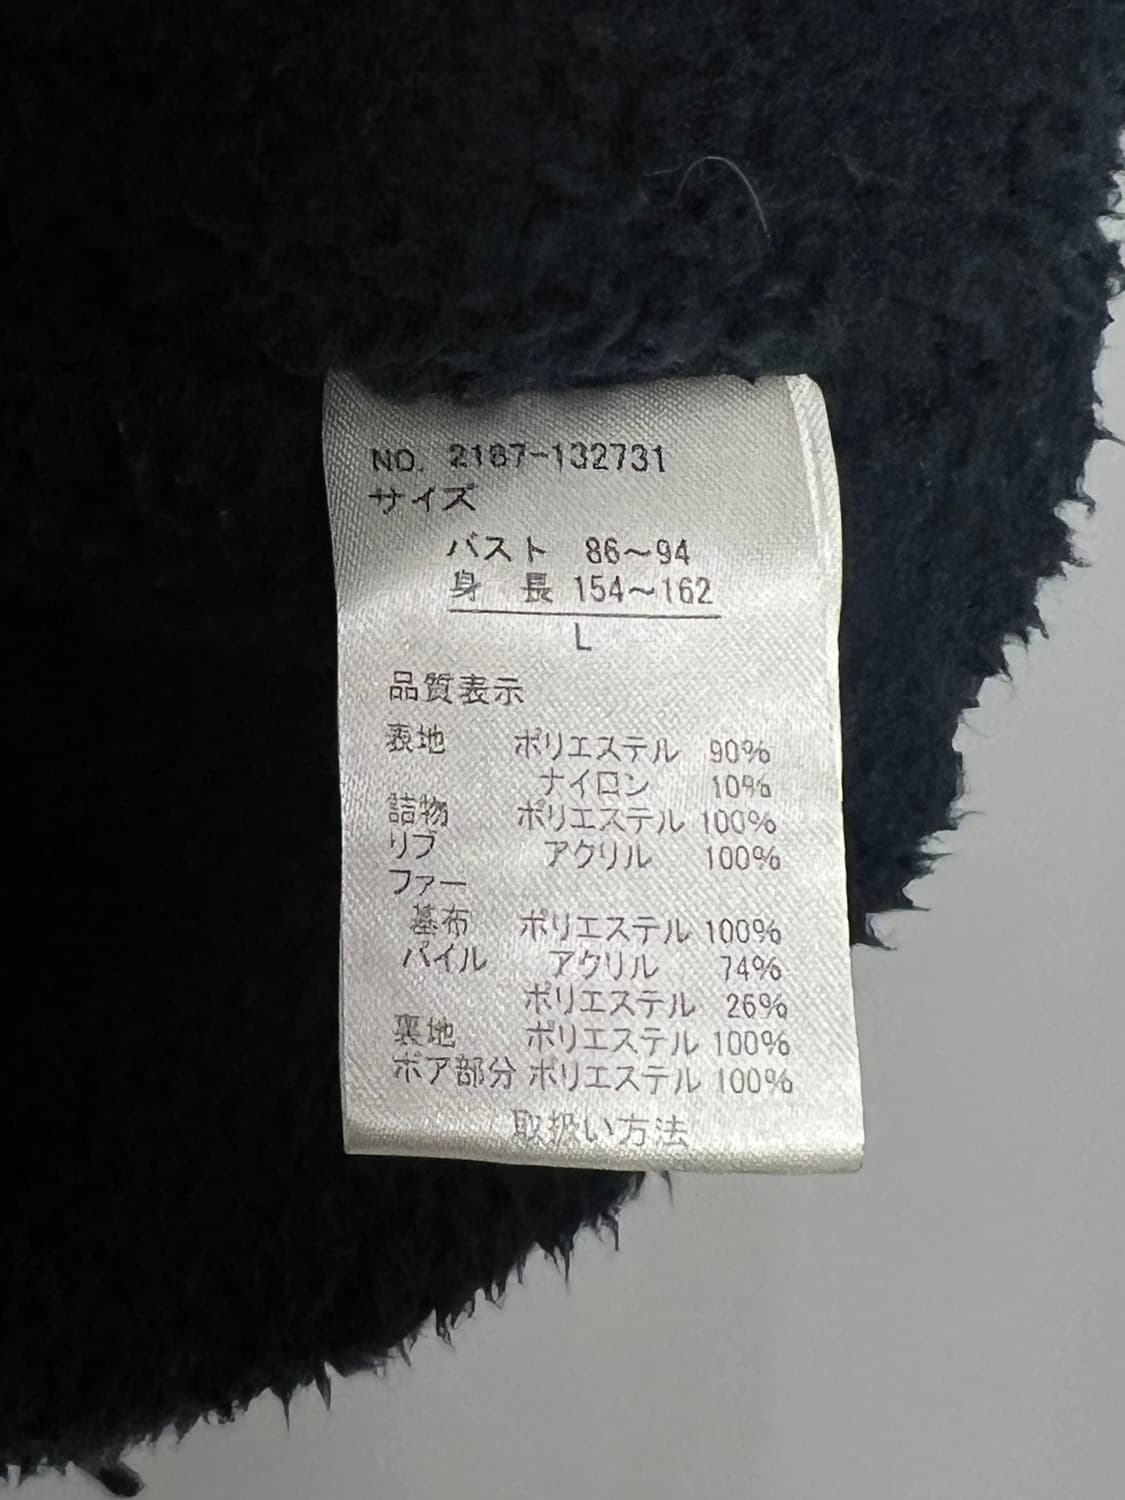 NO. 2187-132731
サイズ
バスト 86～94
身 長 154～162
L
品質表示
表地 ポリエステル 90%
ナイロン 10%
詰物 ポリエステル 100%
リブ アクリル 100%
ファー
基布 ポリエステル 100%
パイル アクリル 74%
ポリエステル 26%
裏地 ポリエステル 100%
ボア部分 ポリエステル 100%
取扱い方法